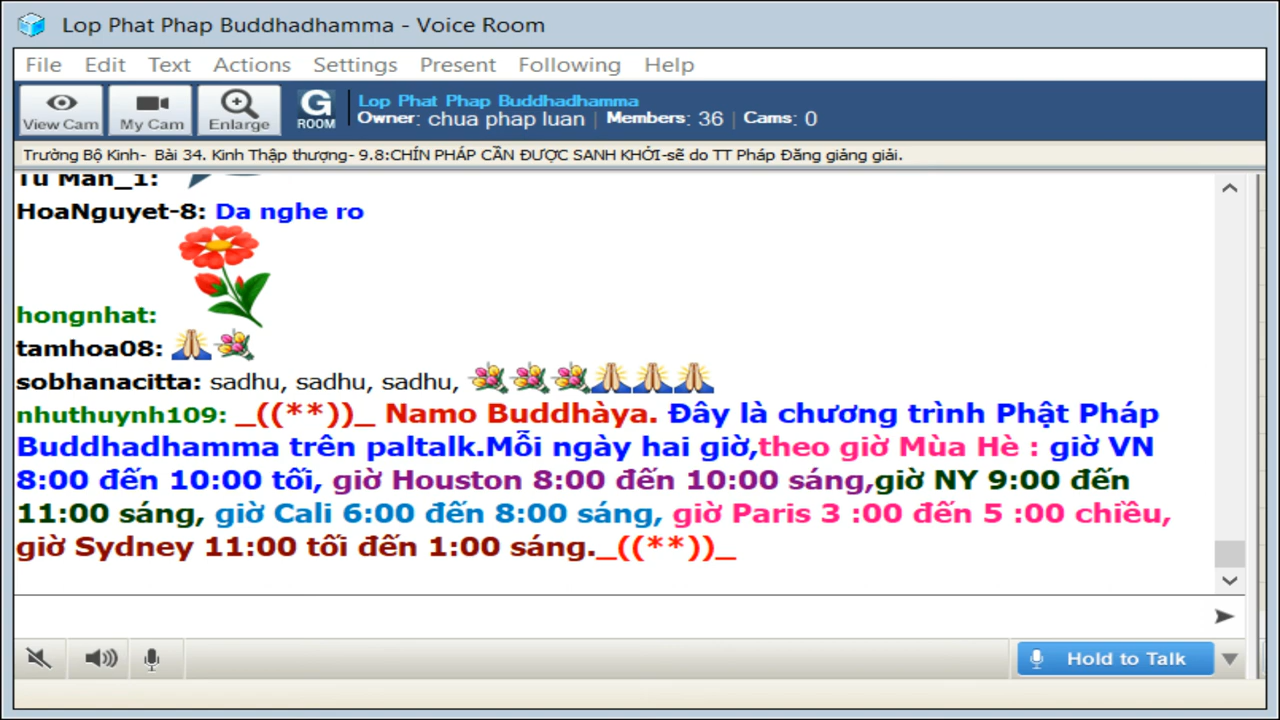 Lop Phat Phap Buddhadhamma - Voice Room
File Edit Text Actions Settings Present Following Help
View Cam My Cam Enlarge G ROOM
Lop Phat Phap Buddhadhamma
Owner: chua phap luan | Members: 36 | Cams: 0
Trường Bộ Kinh- Bài 34. Kinh Thập thượng- 9.8:CHÍN PHÁP CẦN ĐƯỢC SANH KHỞI-sẽ do TT Pháp Đăng giảng giải.
Tu Man_1:
HoaNguyet-8: Da nghe ro
hongnhat:
tamhoa08:
sobhanacitta: sadhu, sadhu, sadhu,
nhuthuynh109: _((**))_ Namo Buddhàya. Đây là chương trình Phật Pháp
Buddhadhamma trên paltalk.Mỗi ngày hai giờ,theo giờ Mùa Hè : giờ VN
8:00 đến 10:00 tối, giờ Houston 8:00 đến 10:00 sáng,giờ NY 9:00 đến
11:00 sáng, giờ Cali 6:00 đến 8:00 sáng, giờ Paris 3 :00 đến 5 :00 chiều,
giờ Sydney 11:00 tối đến 1:00 sáng._((**))_
Hold to Talk